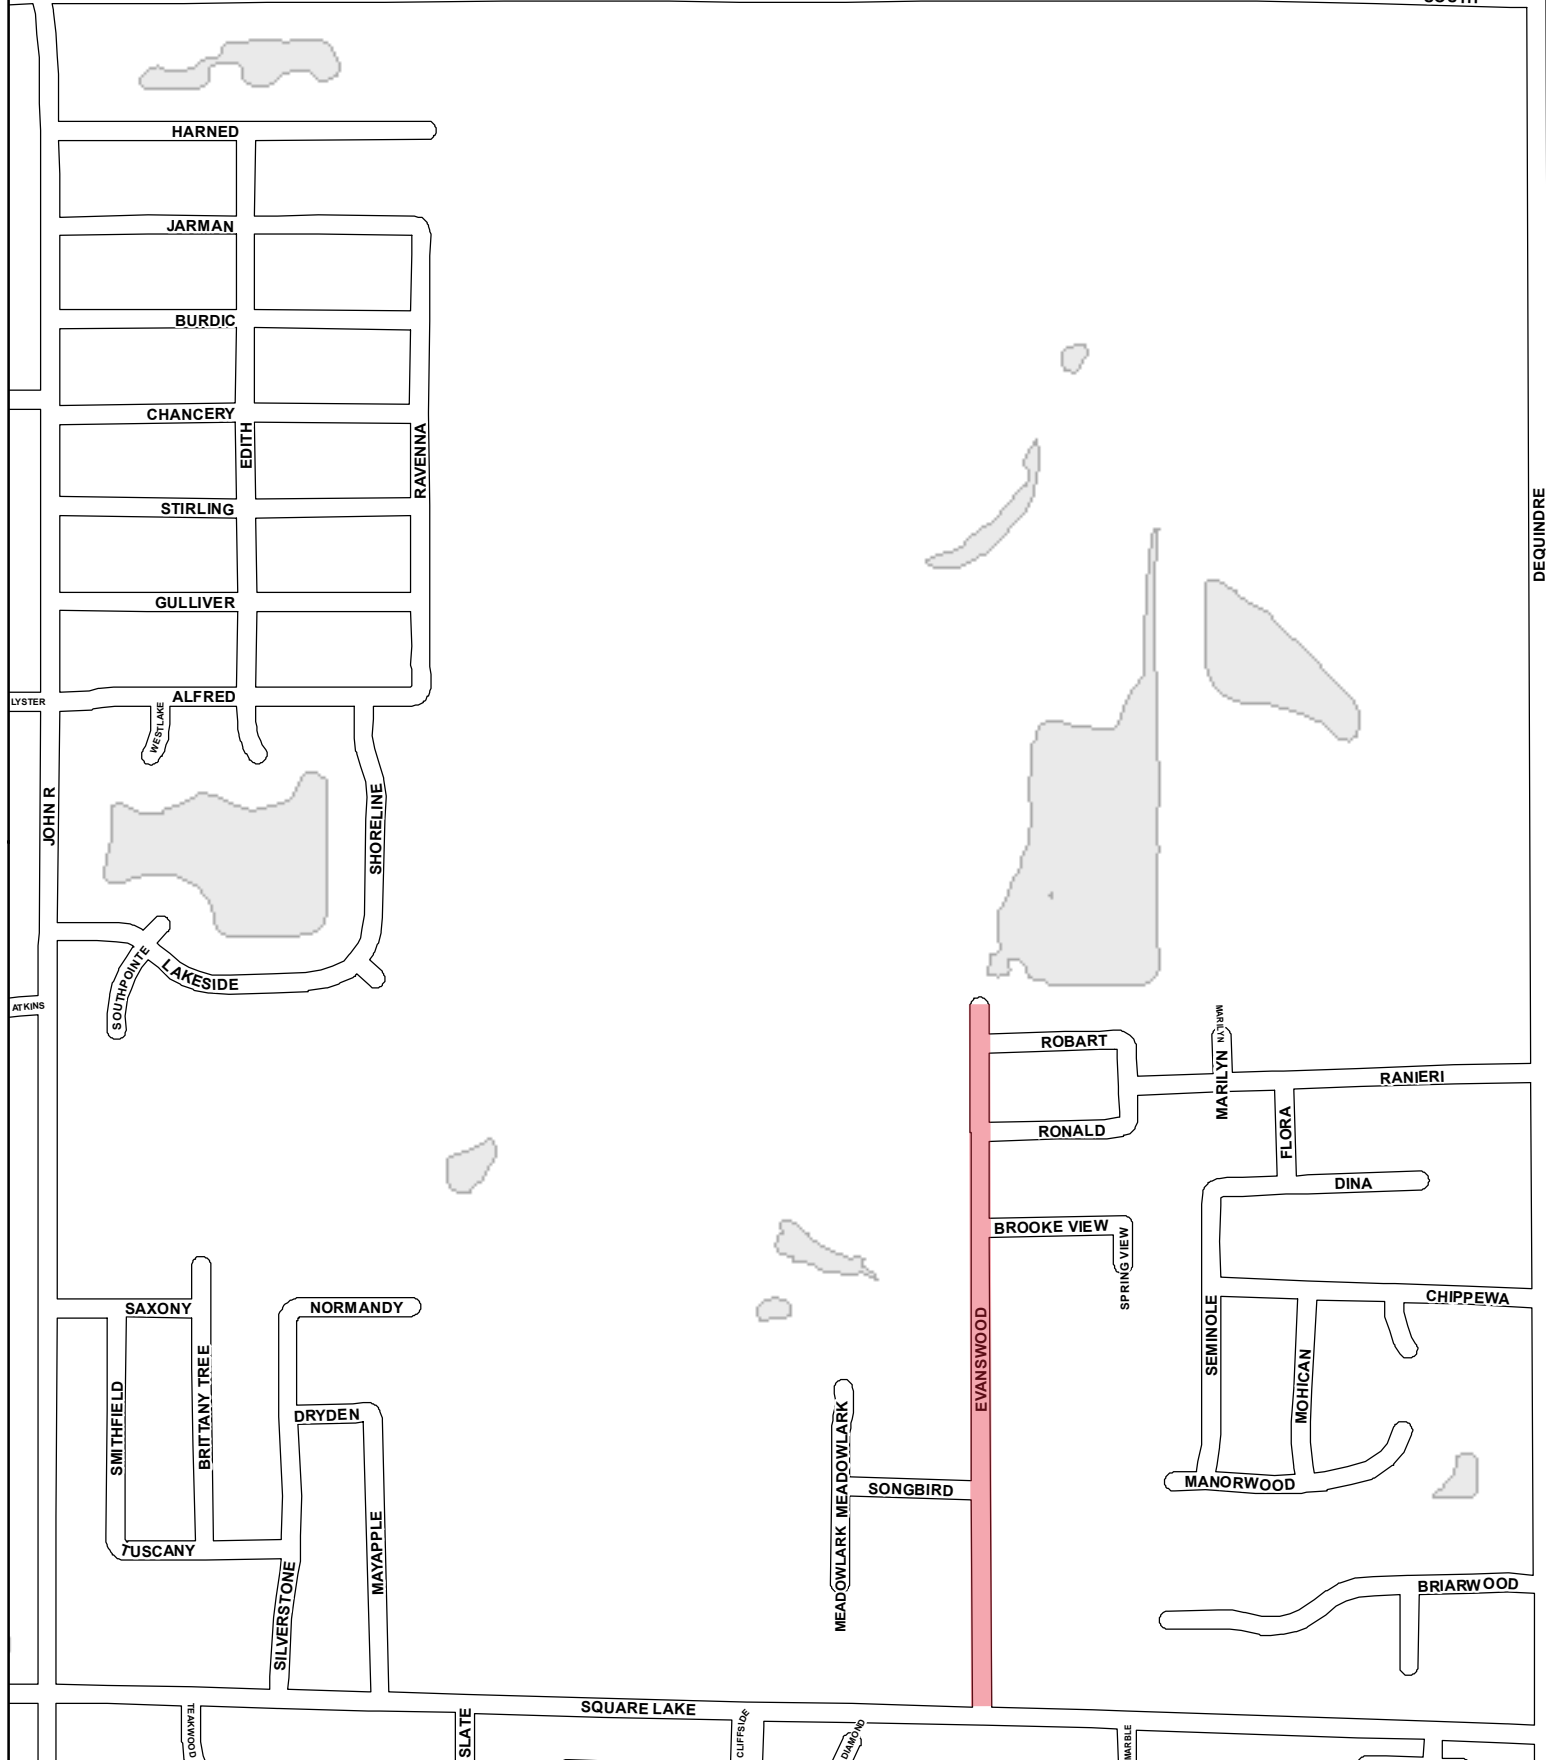 SOUTH
HARNED
JARMAN
BURDIC
CHANCERY
EDITH
RAVENNA
STIRLING
DEQUINDRE
GULLIVER
ALFRED
LYSTER
WESTLAKE
JOHN R
SHORELINE
SOUTHPOINTE
LAKESIDE
ATKINS
MARILYN
ROBART
MARILYN
RANIERI
FLORA
RONALD
DINA
BROOKE VIEW
SPRING VIEW
SAXONY
NORMANDY
CHIPPEWA
EVANSWOOD
SEMINOLE
BRITTANY TREE
MOHICAN
SMITHFIELD
DRYDEN
MEADOWLARK
SONGBIRD
MANORWOOD
MEADOWLARK
TUSCANY
MAYAPPLE
SILVERSTONE
BRIARWOOD
SQUARE LAKE
TEAKWOOD
SLATE
CLIFFSIDE
DIAMOND
MARBLE